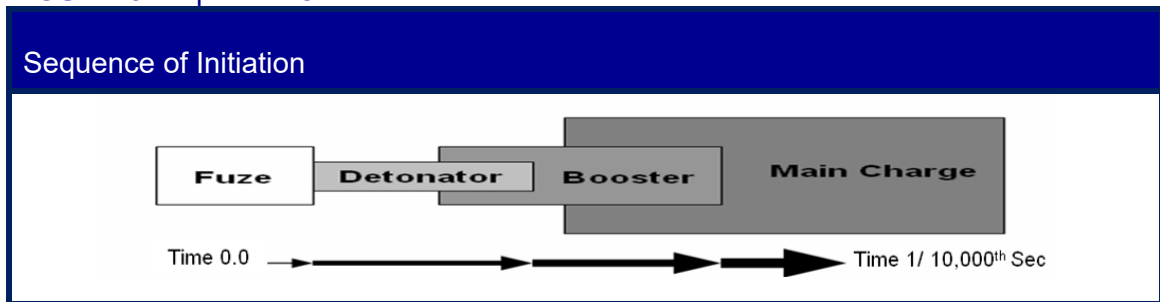 Sequence of Initiation
Fuze
Detonator
Booster
Main Charge
Time 0.0
Time 1/ 10,000th Sec